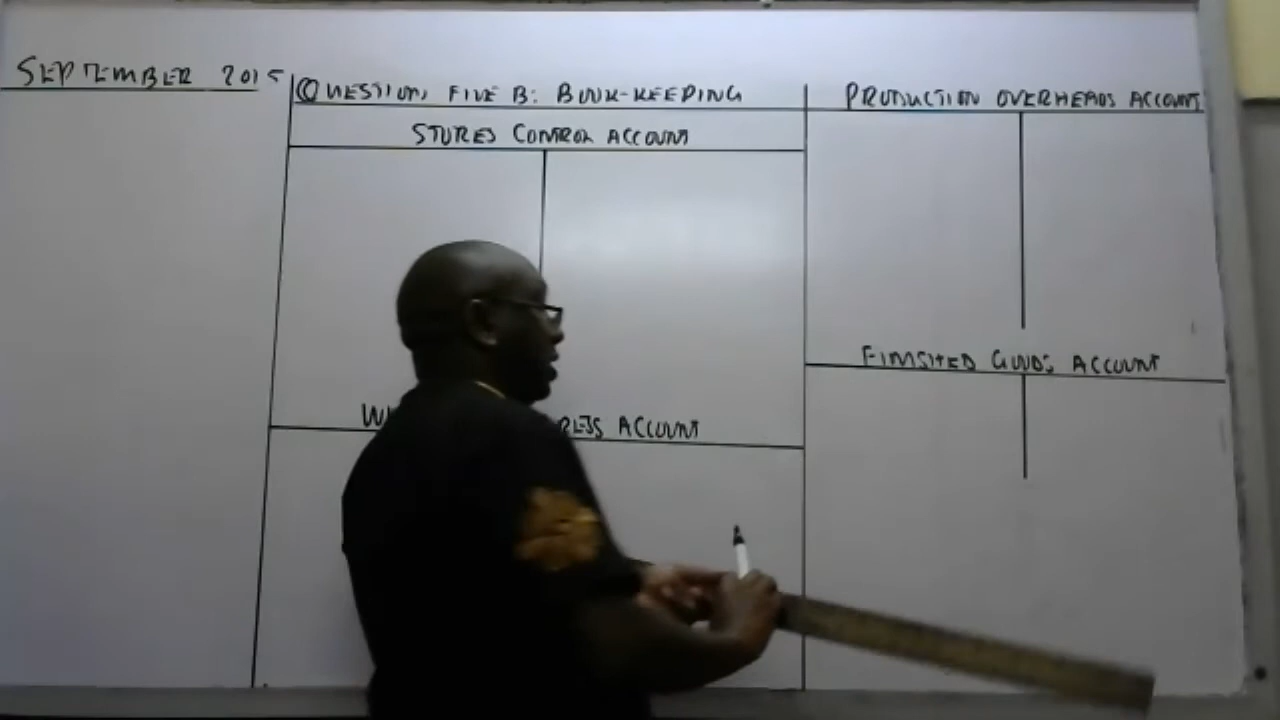 SEPTEMBER 2015
QUESTION FIVE B: BOOK-KEEPING
STORES CONTROL ACCOUNT
ACCOUNT
PRODUCTION OVERHEADS ACCOUNT
FINISHED GOODS ACCOUNT